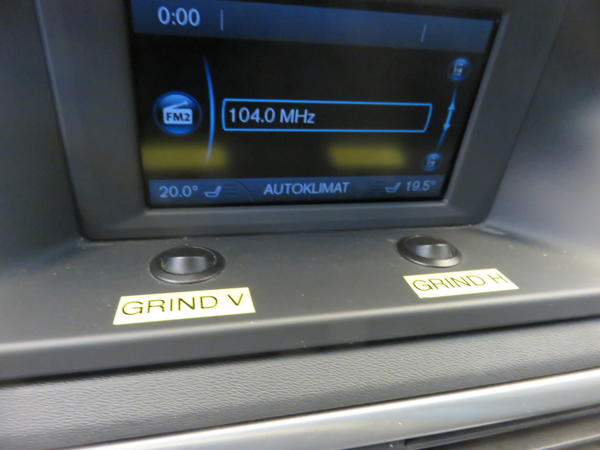 0:00
FM2
104.0 MHz
20.0° AUTOKLIMAT 19.5°
GRIND V
GRIND H